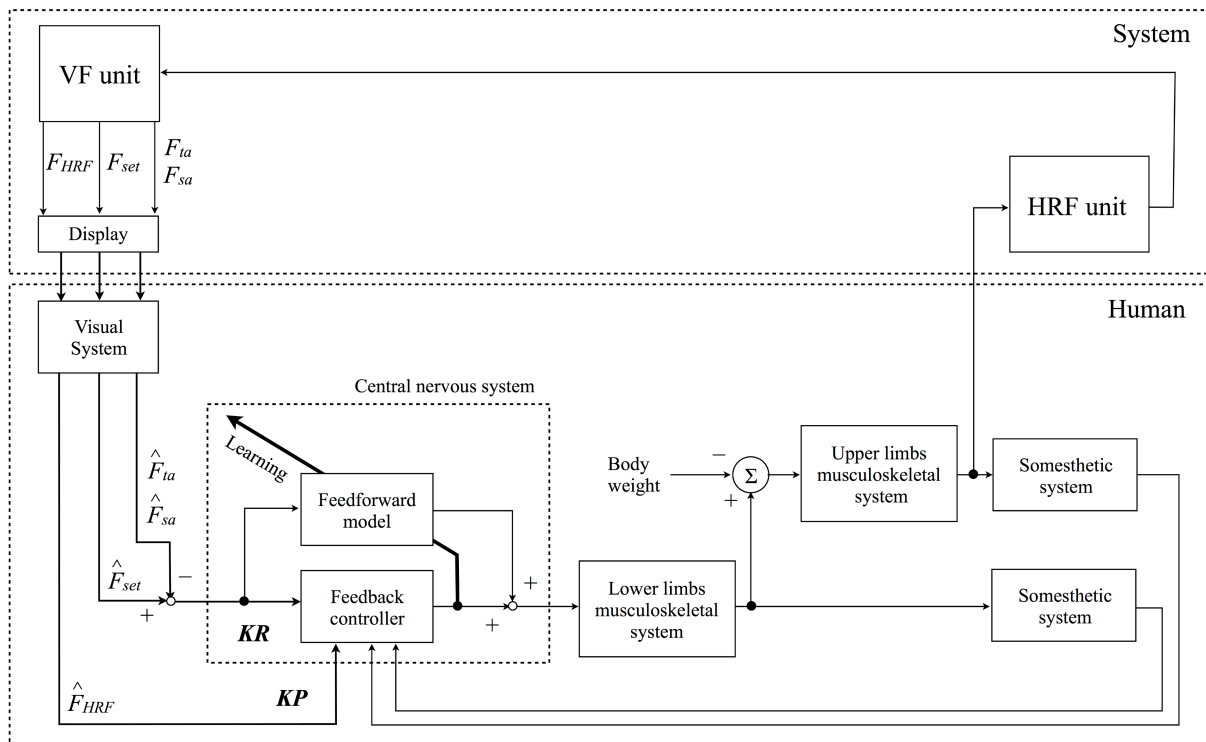 System
VF unit
F_HRF
F_set
F_ta
F_sa
Display
HRF unit
Human
Visual
System
Central nervous system
Learning
F̂_ta
F̂_sa
Feedforward
model
Body
weight
−
Σ
+
Upper limbs
musculoskeletal
system
Somesthetic
system
F̂_set
−
+
KR
Feedback
controller
+
+
Lower limbs
musculoskeletal
system
Somesthetic
system
F̂_HRF
KP